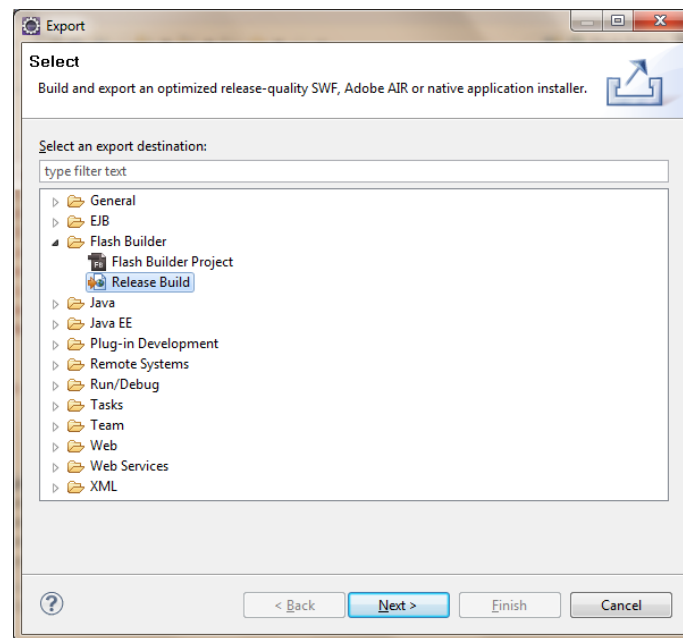 Export
Select
Build and export an optimized release-quality SWF, Adobe AIR or native application installer.
Select an export destination:
type filter text
General
EJB
Flash Builder
Fb Flash Builder Project
Release Build
Java
Java EE
Plug-in Development
Remote Systems
Run/Debug
Tasks
Team
Web
Web Services
XML
? < Back Next > Finish Cancel